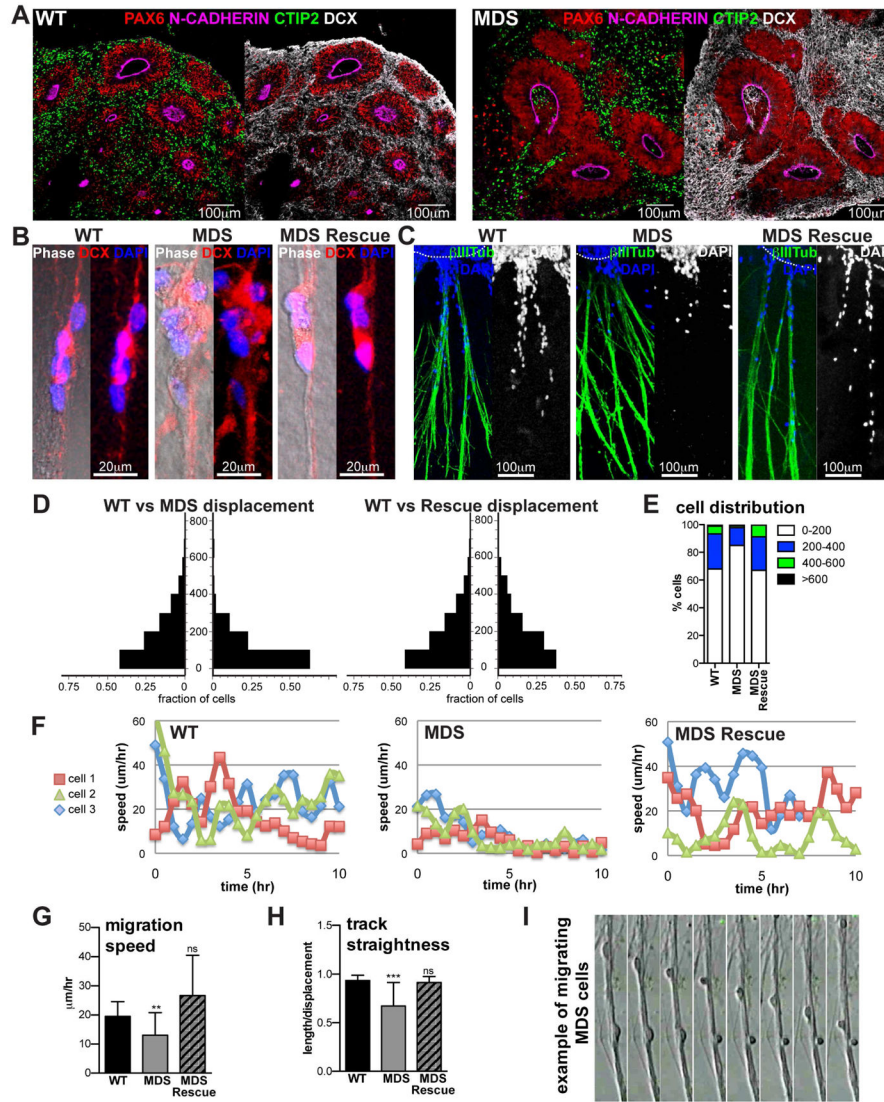 A WT PAX6 N-CADHERIN CTIP2 DCX
MDS PAX6 N-CADHERIN CTIP2 DCX
100μm 100μm 100μm 100μm
B WT MDS MDS Rescue
Phase DCX DAPI Phase DCX DAPI Phase DCX DAPI
20μm 20μm 20μm
C WT MDS MDS Rescue
βIIITub DAPI βIIITub DAPI βIIITub DAPI
DAPI DAPI DAPI
100μm 100μm 100μm
D WT vs MDS displacement WT vs Rescue displacement
800 800
600 600
400 400
200 200
0 0
0.75 0.25 0 0 0.25 0.75 0.75 0.25 0 0 0.25 0.75
fraction of cells fraction of cells
E cell distribution
% cells
100
80
60
40
20
0
WT MDS MDS Rescue
0-200
200-400
400-600
>600
F WT MDS MDS Rescue
cell 1
cell 2
cell 3
speed (um/hr) speed (um/hr) speed (um/hr)
60 60 60
40 40 40
20 20 20
0 0 0
0 5 10 0 5 10 0 5 10
time (hr) time (hr) time (hr)
G migration
speed
μm/hr
50
40
30
20
10
0
** ns
WT MDS MDS
Rescue
H track
straightness
length/displacement
1.5
1.0
0.5
0.0
*** ns
WT MDS MDS
Rescue
I example of migrating
MDS cells